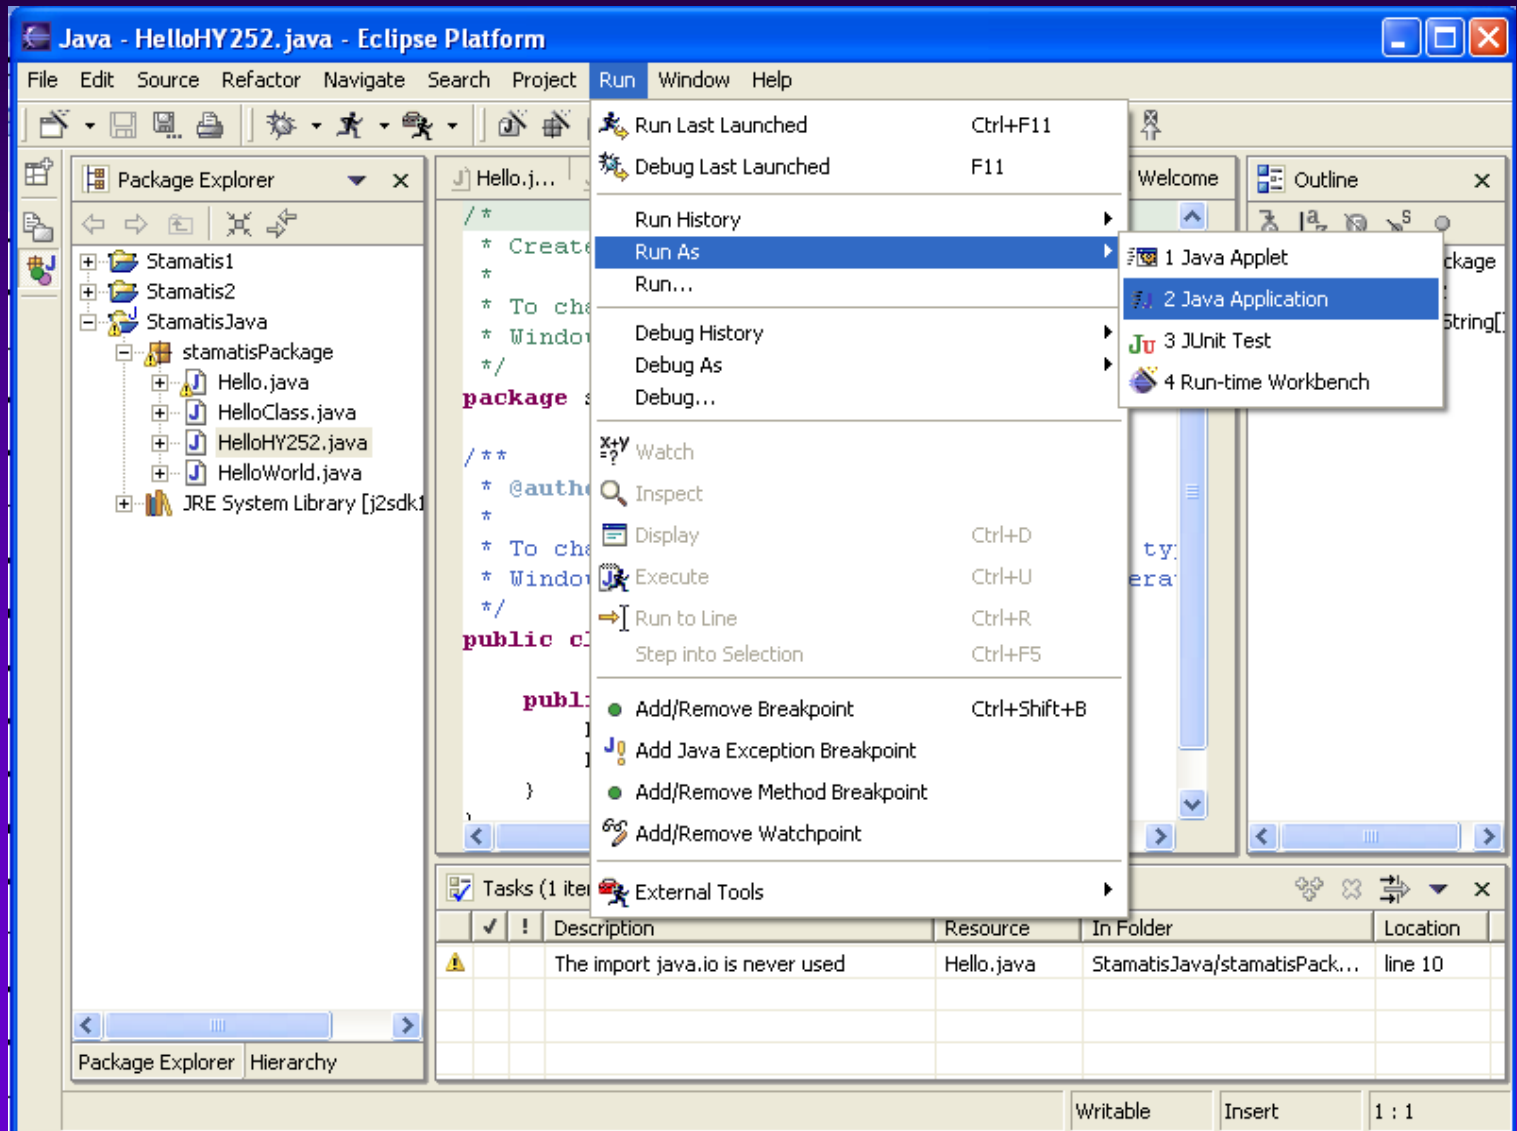 Java - HelloHY252.java - Eclipse Platform
File Edit Source Refactor Navigate Search Project Run Window Help
Package Explorer
Stamatis1
Stamatis2
StamatisJava
stamatisPackage
Hello.java
HelloClass.java
HelloHY252.java
HelloWorld.java
JRE System Library [j2sdk1
Package Explorer Hierarchy
Hello.j...
Welcome
/*
* Create
*
* To cha
* Window
*/
package s
/**
* @autho
*
* To cha ty
* Window era
*/
public cl
publi
}
Run Last Launched Ctrl+F11
Debug Last Launched F11
Run History
Run As
Run...
Debug History
Debug As
Debug...
Watch
Inspect
Display Ctrl+D
Execute Ctrl+U
Run to Line Ctrl+R
Step into Selection Ctrl+F5
Add/Remove Breakpoint Ctrl+Shift+B
Add Java Exception Breakpoint
Add/Remove Method Breakpoint
Add/Remove Watchpoint
External Tools
1 Java Applet
2 Java Application
3 JUnit Test
4 Run-time Workbench
Outline
ckage
String[]
Tasks (1 iter
! Description Resource In Folder Location
The import java.io is never used Hello.java StamatisJava/stamatisPack... line 10
Writable Insert 1 : 1